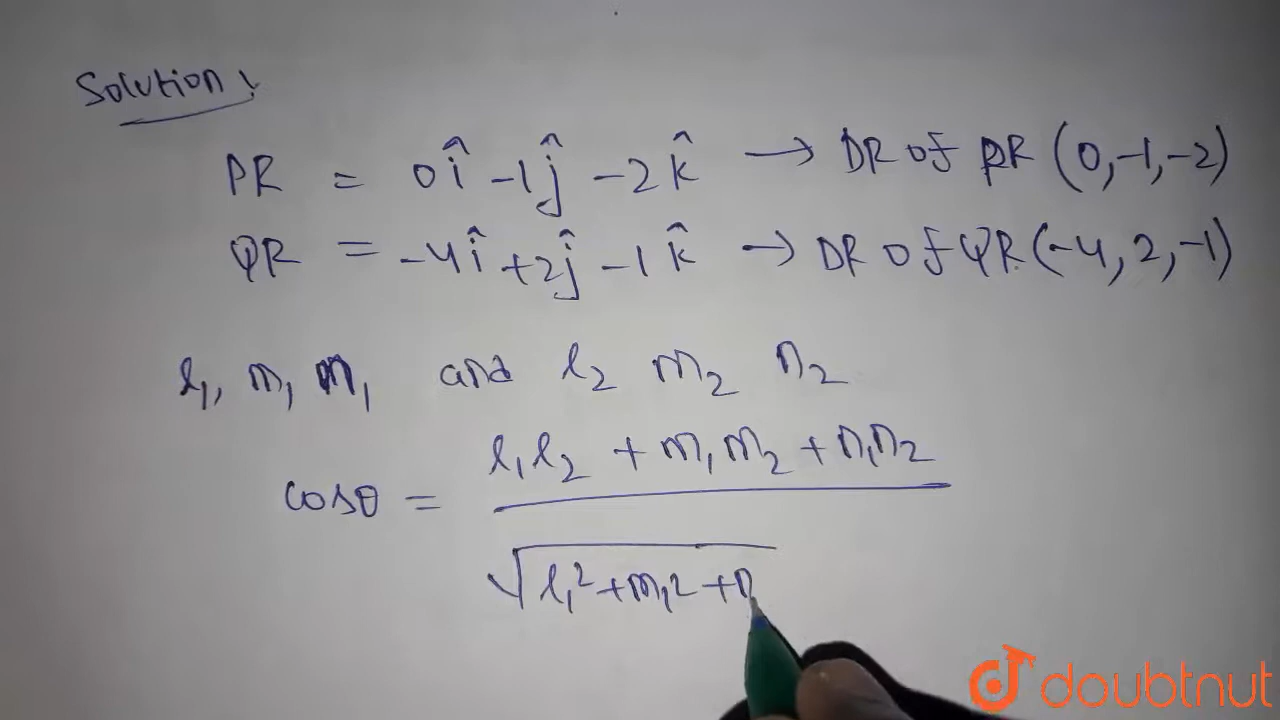 Solution :
PR = 0î - 1ĵ - 2k̂ → DR of PR (0, -1, -2)
QR = -4î + 2ĵ - 1k̂ → DR of QR (-4, 2, -1)
l₁, m₁ n₁ and l₂ m₂ n₂
l₁l₂ + m₁m₂ + n₁n₂
cosθ =
√l₁² + m₁² + n
doubtnut